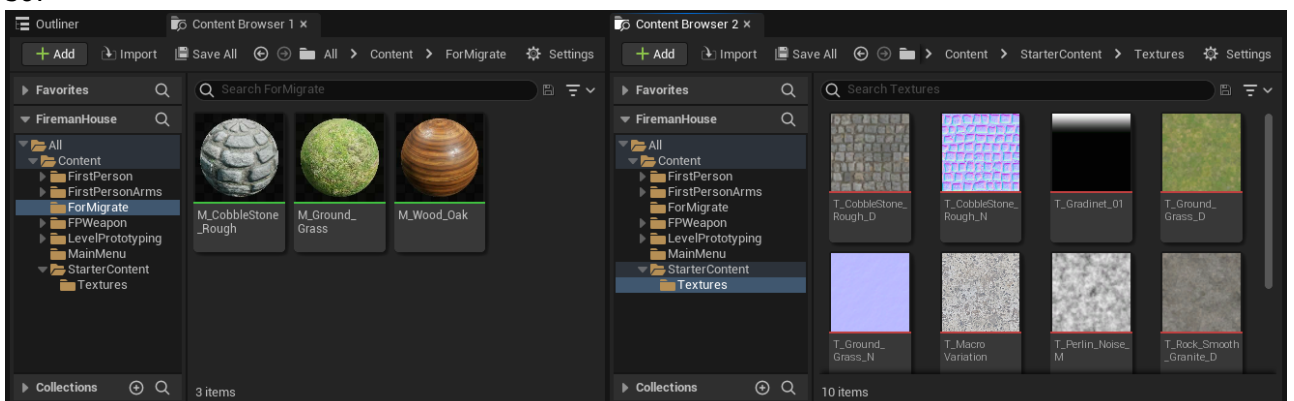 Outliner
Content Browser 1 ×
Add
Import
Save All
All > Content > ForMigrate
Settings
Favorites
Search ForMigrate
FiremanHouse
All
Content
FirstPerson
FirstPersonArms
ForMigrate
FPWeapon
LevelPrototyping
MainMenu
StarterContent
Textures
M_CobbleStone
_Rough
M_Ground_
Grass
M_Wood_Oak
Collections
3 items
Content Browser 2 ×
Add
Import
Save All
> Content > StarterContent > Textures
Settings
Favorites
Search Textures
FiremanHouse
All
Content
FirstPerson
FirstPersonArms
ForMigrate
FPWeapon
LevelPrototyping
MainMenu
StarterContent
Textures
T_CobbleStone_
Rough_D
T_CobbleStone_
Rough_N
T_Gradinet_01
T_Ground_
Grass_D
T_Ground_
Grass_N
T_Macro
Variation
T_Perlin_Noise_
M
T_Rock_Smooth
_Granite_D
Collections
10 items